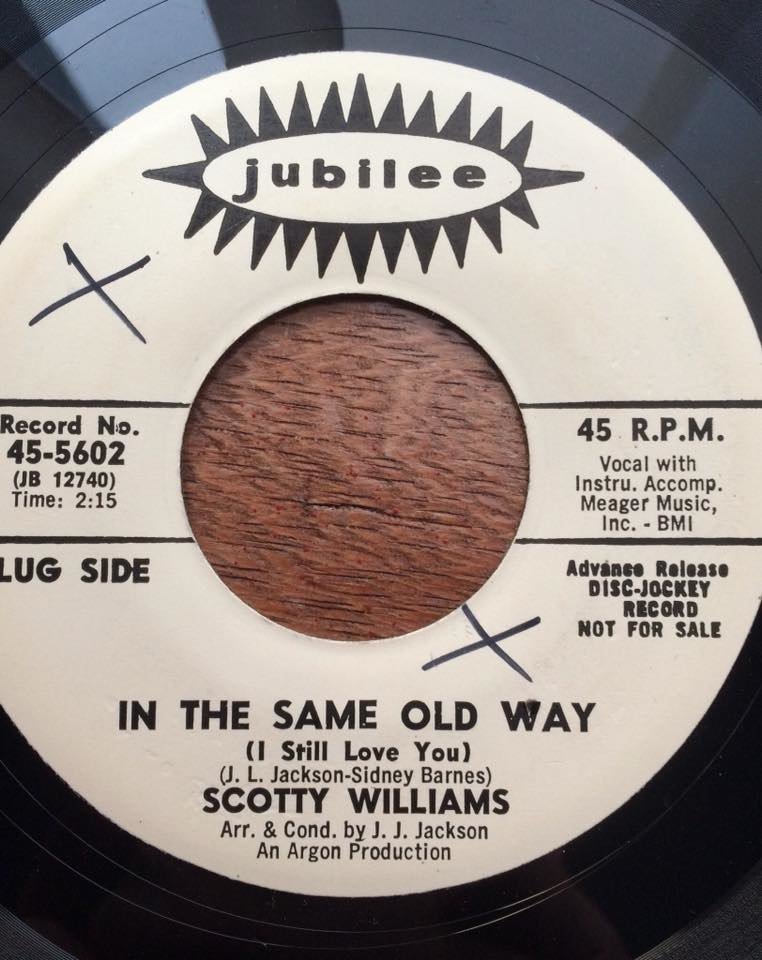 jubilee
Record No.
45-5602
(JB 12740)
Time: 2:15
LUG SIDE
45 R.P.M.
Vocal with
Instru. Accomp.
Meager Music,
Inc. - BMI
Advance Release
DISC-JOCKEY
RECORD
NOT FOR SALE
IN THE SAME OLD WAY
(I Still Love You)
(J. L. Jackson-Sidney Barnes)
SCOTTY WILLIAMS
Arr. & Cond. by J. J. Jackson
An Argon Production